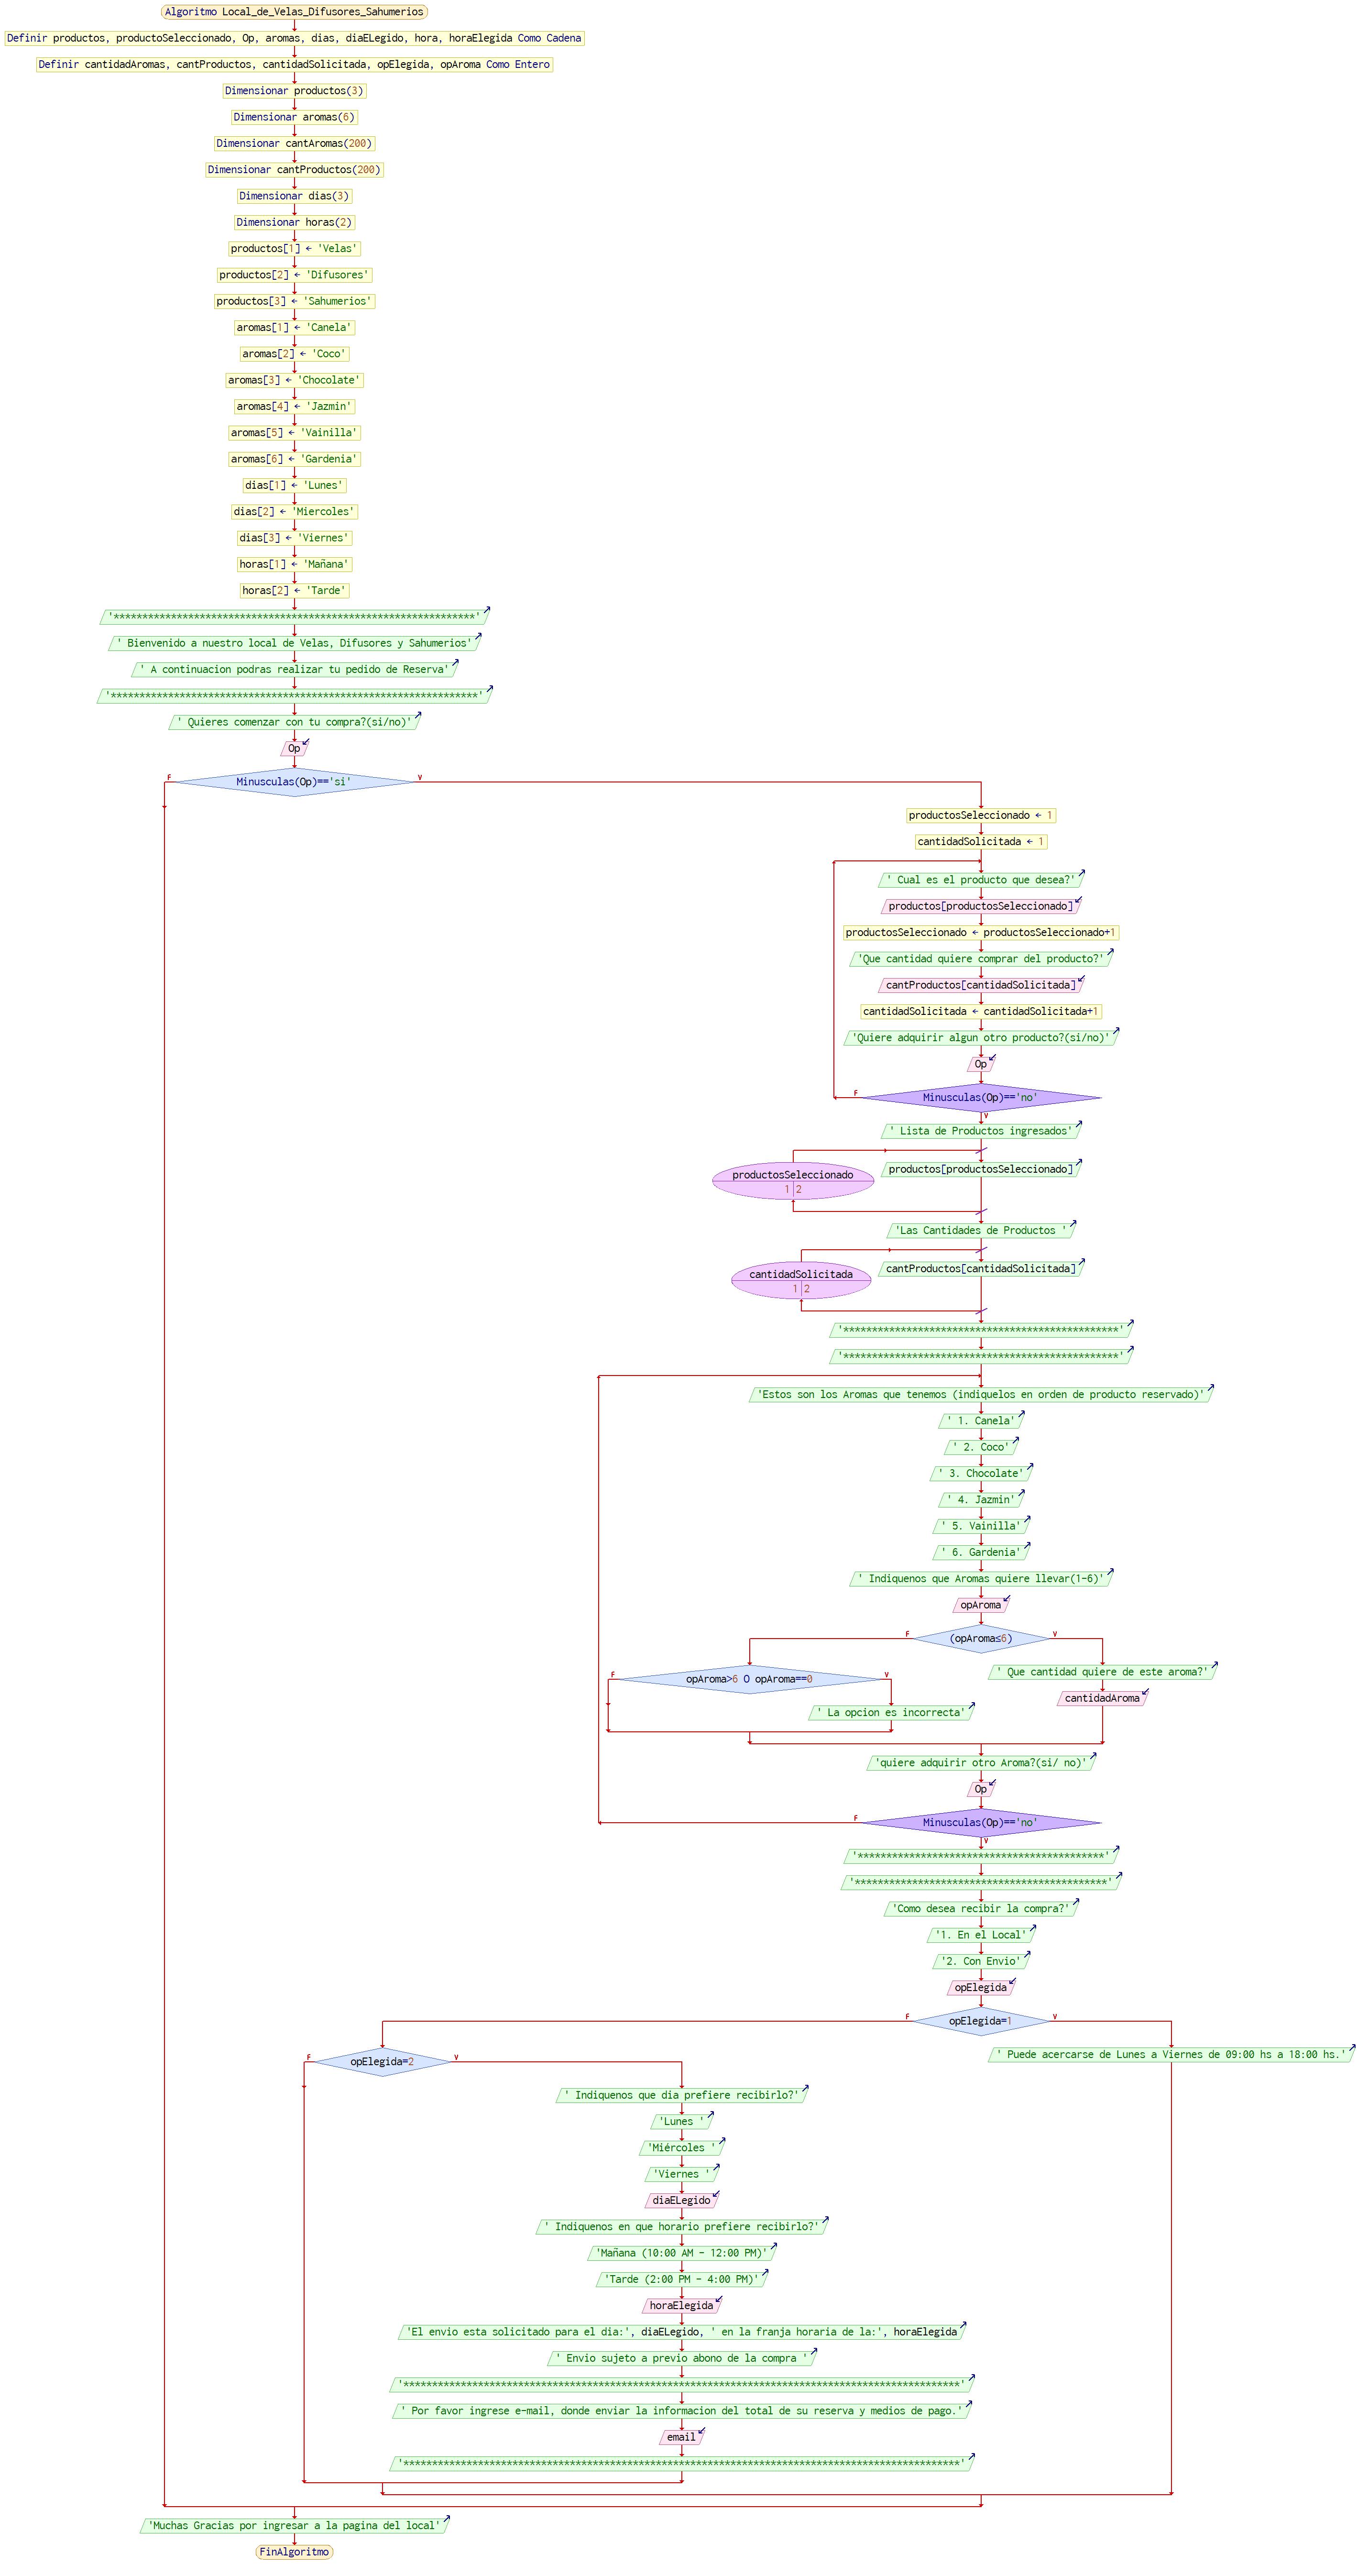 Algoritmo Local_de_Velas_Difusores_Sahumerios
Definir productos, productoSeleccionado, Op, aromas, dias, diaELegido, hora, horaElegida Como Cadena
Definir cantidadAromas, cantProductos, cantidadSolicitada, opElegida, opAroma Como Entero
Dimensionar productos(3)
Dimensionar aromas(6)
Dimensionar cantAromas(200)
Dimensionar cantProductos(200)
Dimensionar dias(3)
Dimensionar horas(2)
productos[1] ← 'Velas'
productos[2] ← 'Difusores'
productos[3] ← 'Sahumerios'
aromas[1] ← 'Canela'
aromas[2] ← 'Coco'
aromas[3] ← 'Chocolate'
aromas[4] ← 'Jazmin'
aromas[5] ← 'Vainilla'
aromas[6] ← 'Gardenia'
dias[1] ← 'Lunes'
dias[2] ← 'Miercoles'
dias[3] ← 'Viernes'
horas[1] ← 'Mañana'
horas[2] ← 'Tarde'
'***************************************************************'
' Bienvenido a nuestro local de Velas, Difusores y Sahumerios'
' A continuacion podras realizar tu pedido de Reserva'
'****************************************************************'
' Quieres comenzar con tu compra?(si/no)'
Op
Minusculas(Op)=='si'
F
V
productosSeleccionado ← 1
cantidadSolicitada ← 1
' Cual es el producto que desea?'
productos[productosSeleccionado]
productosSeleccionado ← productosSeleccionado+1
'Que cantidad quiere comprar del producto?'
cantProductos[cantidadSolicitada]
cantidadSolicitada ← cantidadSolicitada+1
'Quiere adquirir algun otro producto?(si/no)'
Op
Minusculas(Op)=='no'
F
V
' Lista de Productos ingresados'
productosSeleccionado
1 2
productos[productosSeleccionado]
'Las Cantidades de Productos '
cantidadSolicitada
1 2
cantProductos[cantidadSolicitada]
'************************************************'
'************************************************'
'Estos son los Aromas que tenemos (indiquelos en orden de producto reservado)'
' 1. Canela'
' 2. Coco'
' 3. Chocolate'
' 4. Jazmin'
' 5. Vainilla'
' 6. Gardenia'
' Indiquenos que Aromas quiere llevar(1-6)'
opAroma
(opAroma≤6)
F
V
opAroma>6 O opAroma==0
F
V
' La opcion es incorrecta'
' Que cantidad quiere de este aroma?'
cantidadAroma
'quiere adquirir otro Aroma?(si/ no)'
Op
Minusculas(Op)=='no'
F
V
'*******************************************'
'********************************************'
'Como desea recibir la compra?'
'1. En el Local'
'2. Con Envio'
opElegida
opElegida=1
F
V
' Puede acercarse de Lunes a Viernes de 09:00 hs a 18:00 hs.'
opElegida=2
F
V
' Indiquenos que dia prefiere recibirlo?'
'Lunes '
'Miércoles '
'Viernes '
diaELegido
' Indiquenos en que horario prefiere recibirlo?'
'Mañana (10:00 AM - 12:00 PM)'
'Tarde (2:00 PM - 4:00 PM)'
horaElegida
'El envio esta solicitado para el dia:', diaELegido, ' en la franja horaria de la:', horaElegida
' Envio sujeto a previo abono de la compra '
'*************************************************************************************************'
' Por favor ingrese e-mail, donde enviar la informacion del total de su reserva y medios de pago.'
email
'*************************************************************************************************'
'Muchas Gracias por ingresar a la pagina del local'
FinAlgoritmo